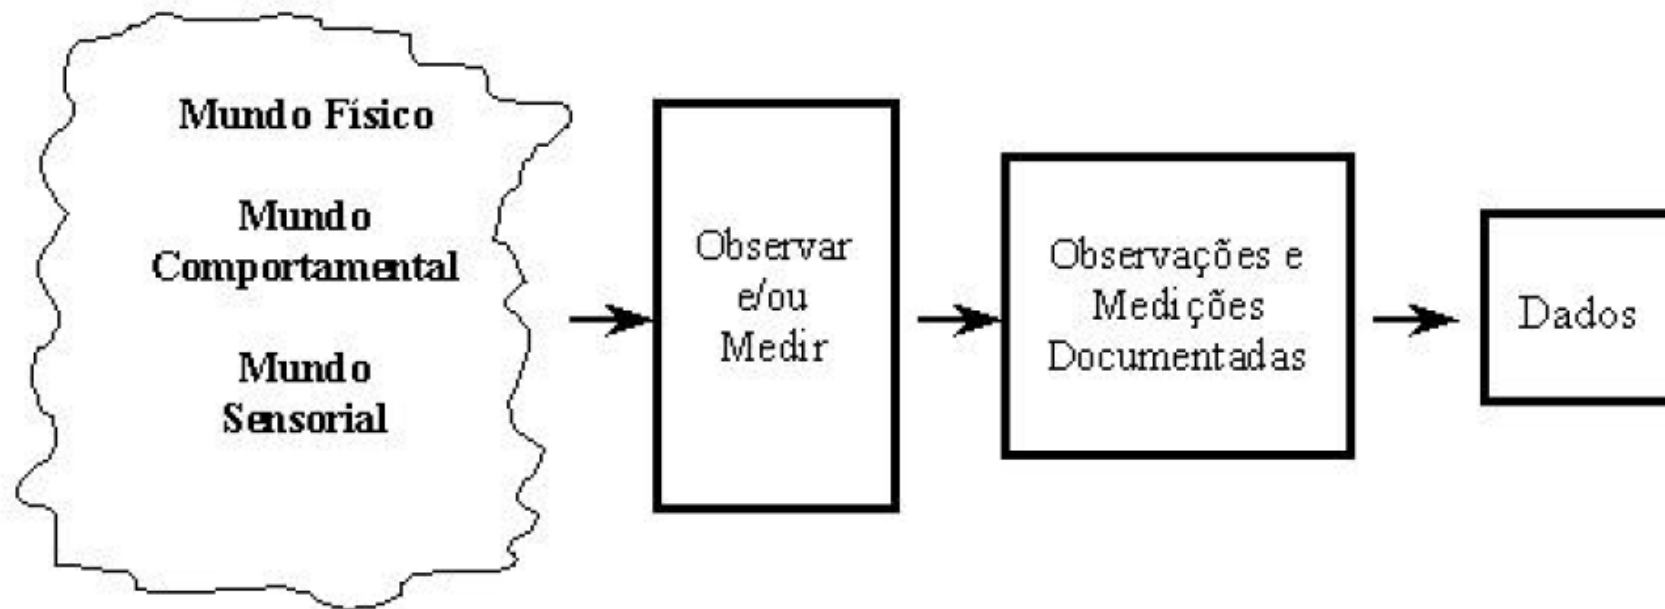 Mundo Físico
Mundo
Comportamental
Mundo
Sensorial
Observar
e/ou
Medir
Observações e
Medições
Documentadas
Dados